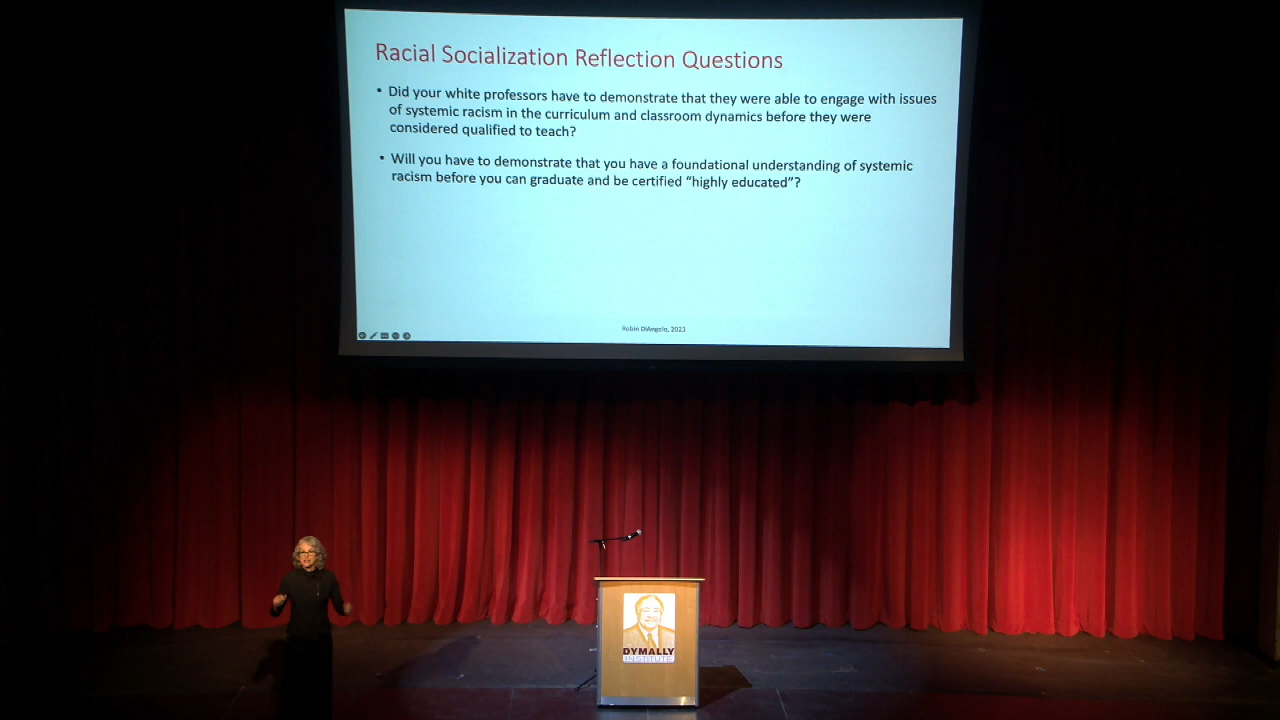 Racial Socialization Reflection Questions
• Did your white professors have to demonstrate that they were able to engage with issues
of systemic racism in the curriculum and classroom dynamics before they were
considered qualified to teach?
• Will you have to demonstrate that you have a foundational understanding of systemic
racism before you can graduate and be certified “highly educated”?
Robin DiAngelo, 2023
DYMALLY
INSTITUTE